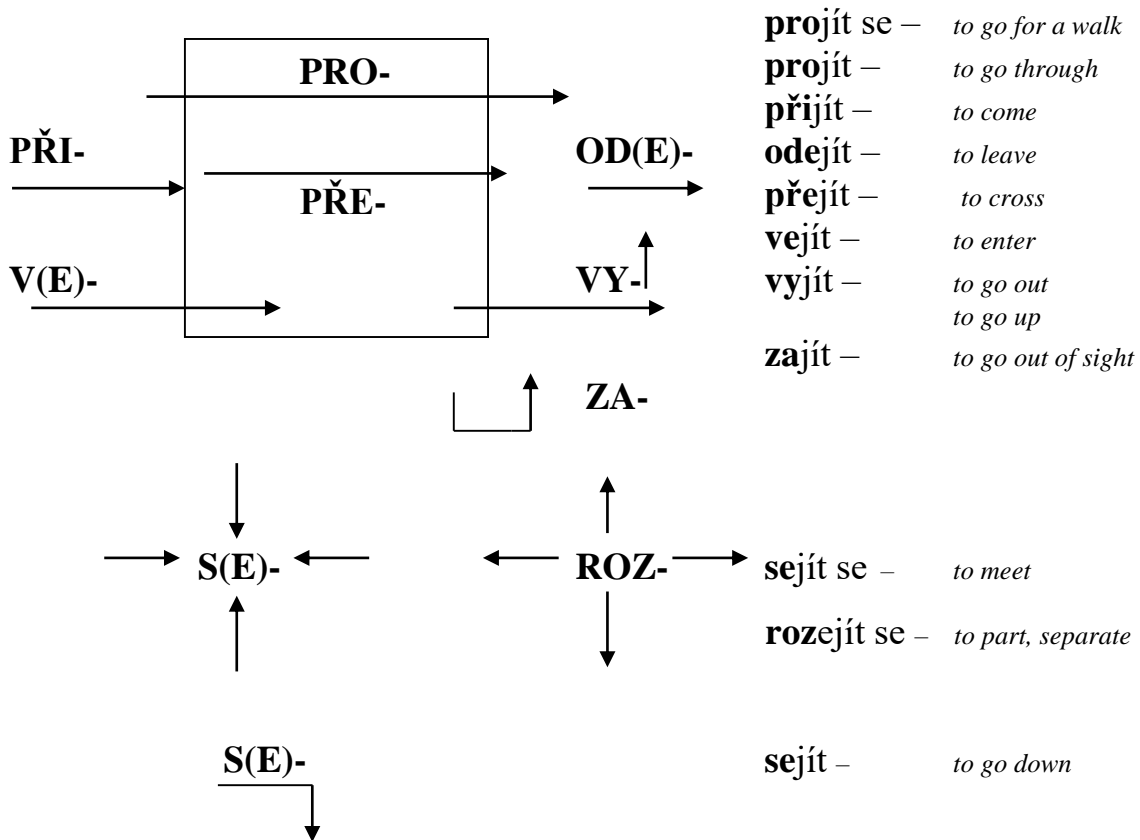 PRO-
PŘI-
OD(E)-
PŘE-
V(E)-
VY-
ZA-
S(E)-
ROZ-
S(E)-
projít se – to go for a walk
projít – to go through
přijít – to come
odejít – to leave
přejít – to cross
vejít – to enter
vyjít – to go out
to go up
zajít – to go out of sight
sejít se – to meet
rozejít se – to part, separate
sejít – to go down